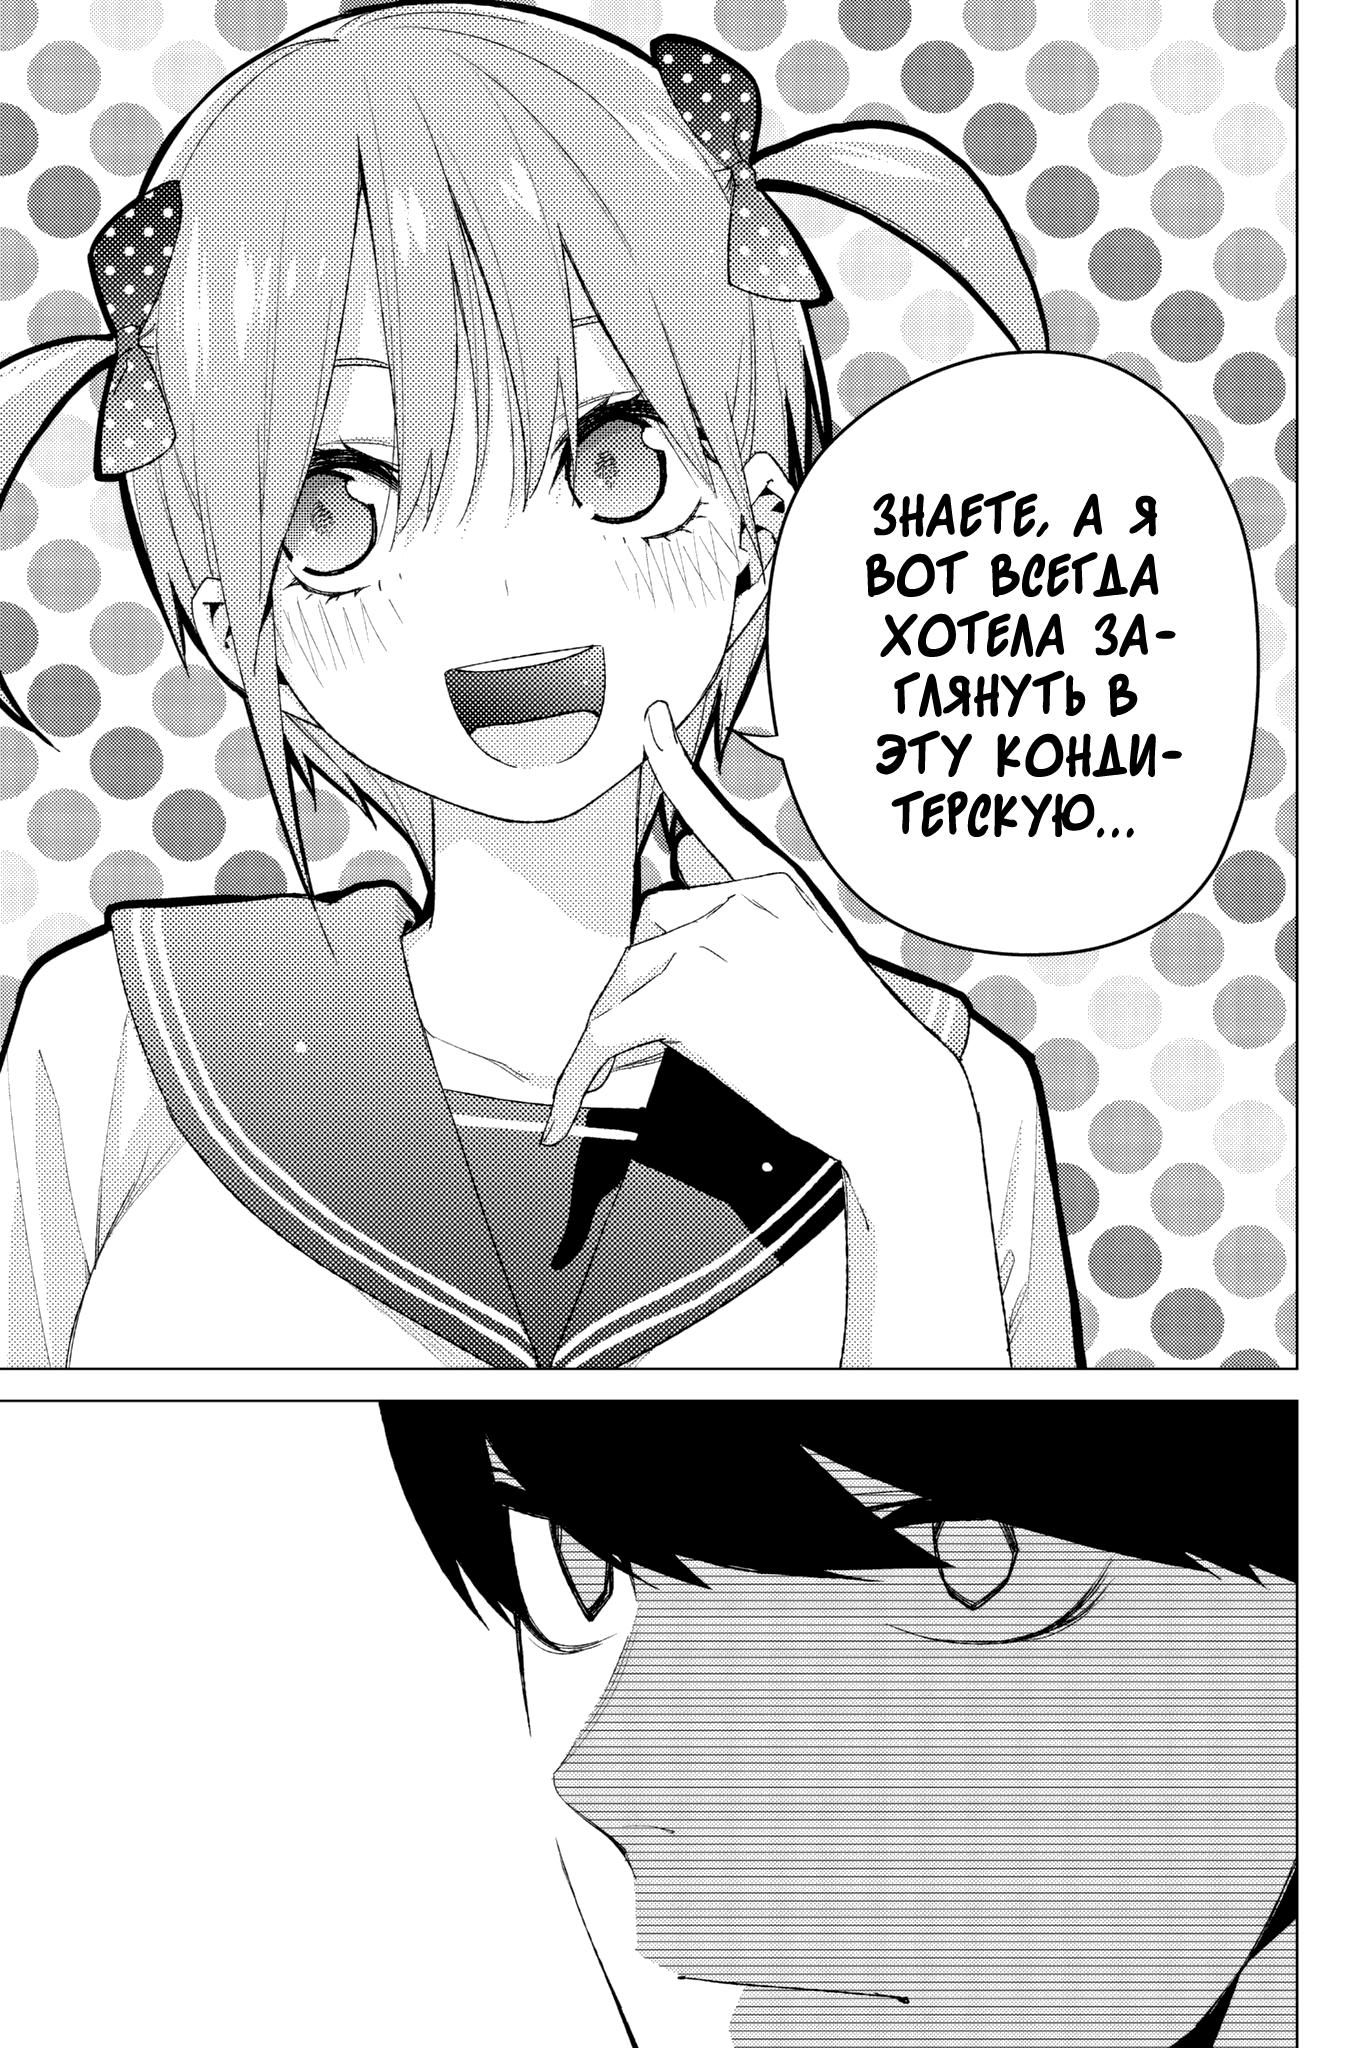 ЗНАЕТЕ, А Я
ВОТ ВСЕГДА
ХОТЕЛА ЗА-
ГЛЯНУТЬ В
ЭТУ КОНДИ-
ТЕРСКУЮ...